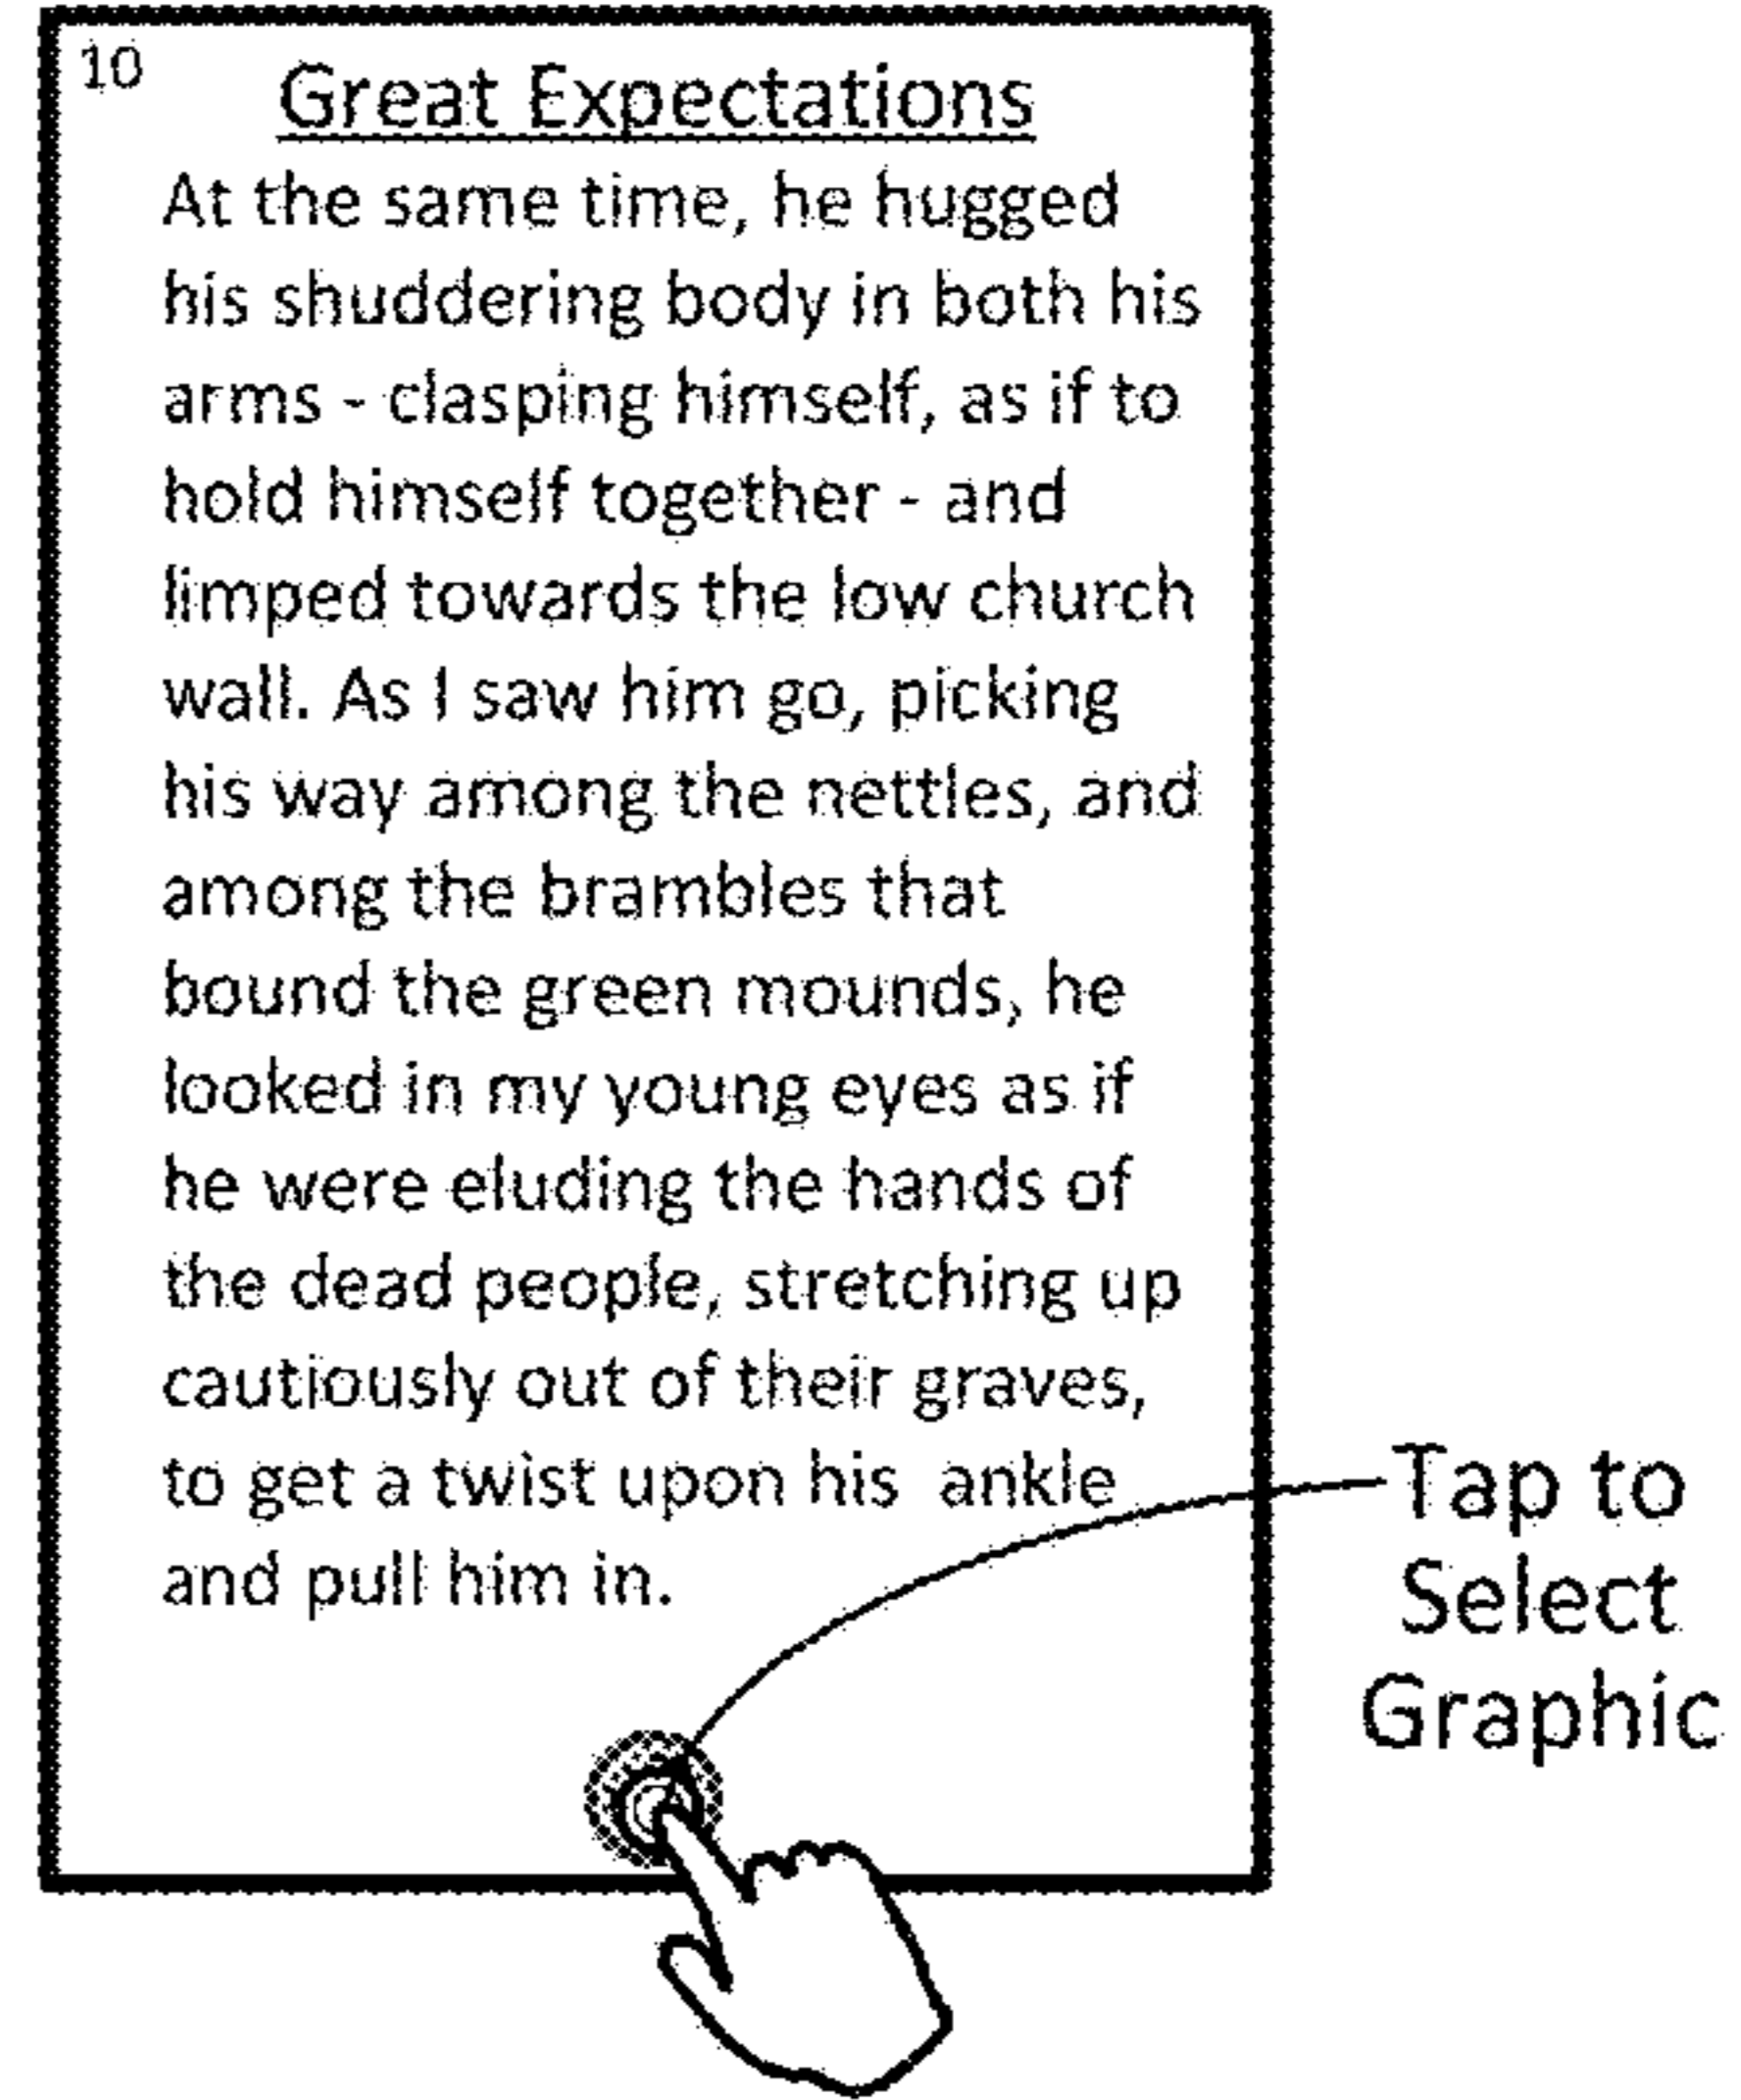 10
Great Expectations
At the same time, he hugged
his shuddering body in both his
arms - clasping himself, as if to
hold himself together - and
limped towards the low church
wall. As I saw him go, picking
his way among the nettles, and
among the brambles that
bound the green mounds, he
looked in my young eyes as if
he were eluding the hands of
the dead people, stretching up
cautiously out of their graves,
to get a twist upon his ankle
and pull him in.
Tap to
Select
Graphic